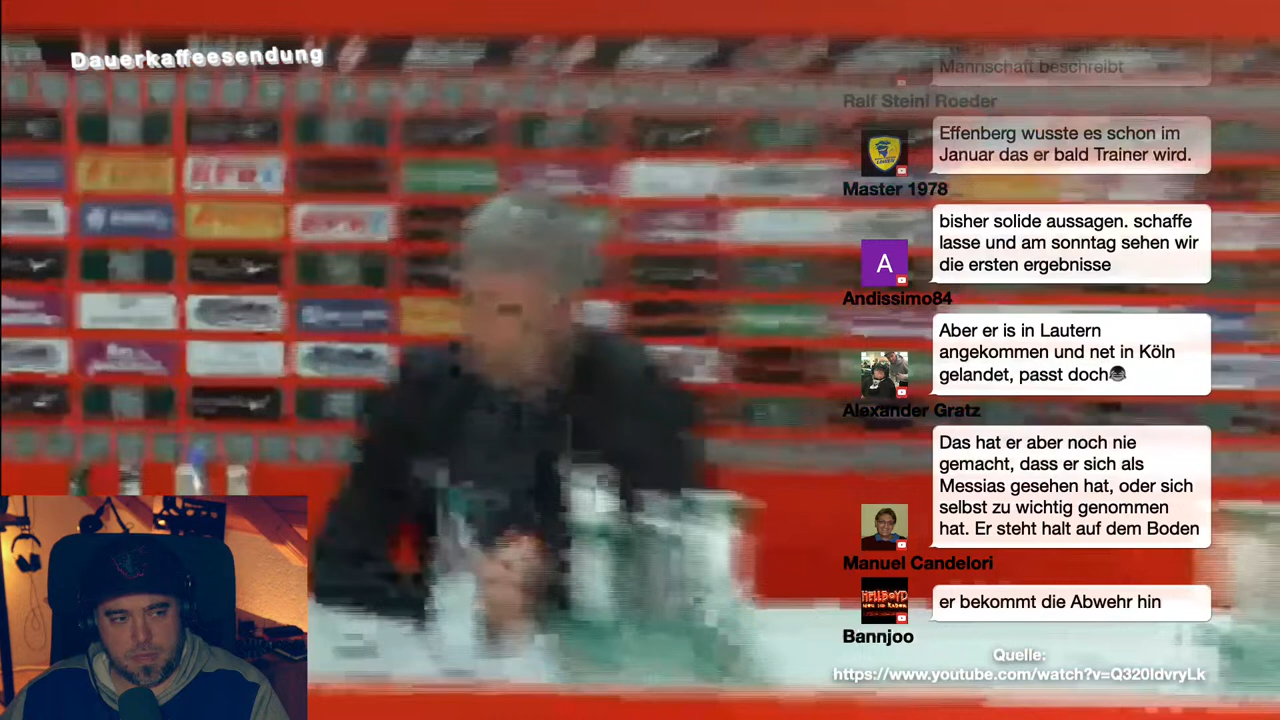 Dauerkaffeesendung
Mannschaft beschreibt
Ralf Steinl Roeder
Effenberg wusste es schon im
Januar das er bald Trainer wird.
Master 1978
bisher solide aussagen. schaffe
lasse und am sonntag sehen wir
die ersten ergebnisse
A
Andissimo84
Aber er is in Lautern
angekommen und net in Köln
gelandet, passt doch
Alexander Gratz
Das hat er aber noch nie
gemacht, dass er sich als
Messias gesehen hat, oder sich
selbst zu wichtig genommen
hat. Er steht halt auf dem Boden
Manuel Candelori
HELLBOYD
er bekommt die Abwehr hin
Bannjoo
Quelle:
https://www.youtube.com/watch?v=Q320ldvryLk